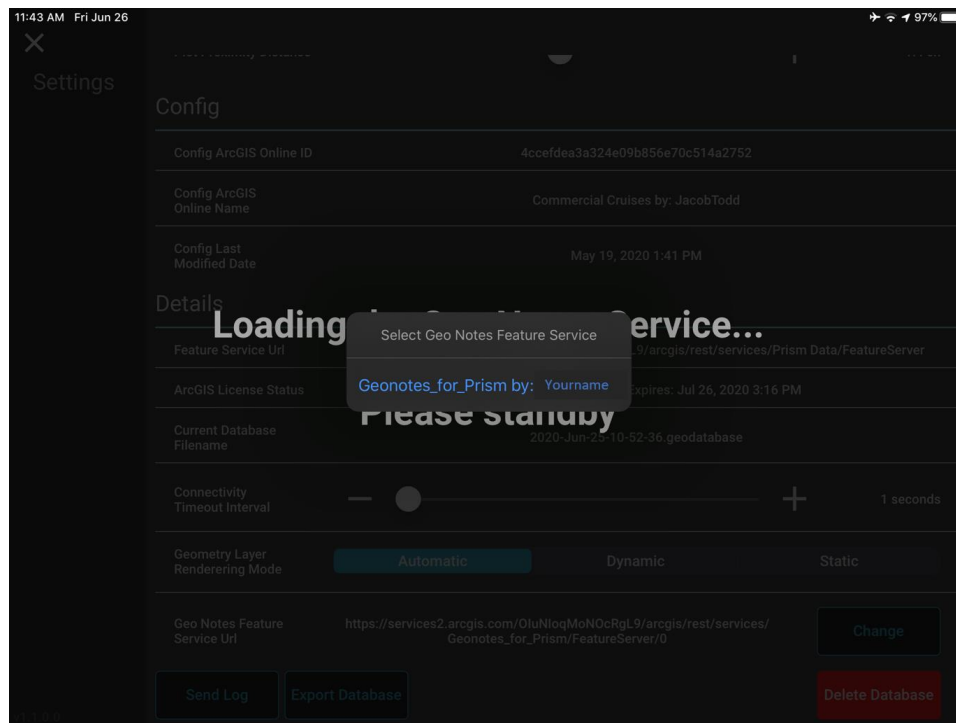 11:43 AM Fri Jun 26
97%
Settings
Config
Config ArcGIS Online ID
4ccefdea3a324e09b856e70c514a2752
Config ArcGIS
Online Name
Commercial Cruises by: JacobTodd
Config Last
Modified Date
May 19, 2020 1:41 PM
Details
Loading
ervice...
Select Geo Notes Feature Service
Feature Service Url
L9/arcgis/rest/services/Prism Data/FeatureServer
Geonotes_for_Prism by: Yourname
ArcGIS License Status
Expires: Jul 26, 2020 3:16 PM
Please standby
Current Database
Filename
2020-Jun-25-10-52-36.geodatabase
Connectivity
Timeout Interval
1 seconds
Geometry Layer
Renderering Mode
Automatic Dynamic Static
Geo Notes Feature
Service Url
https://services2.arcgis.com/OIuNIoqMoNOcRgL9/arcgis/rest/services/
Geonotes_for_Prism/FeatureServer/0
Change
Send Log Export Database Delete Database